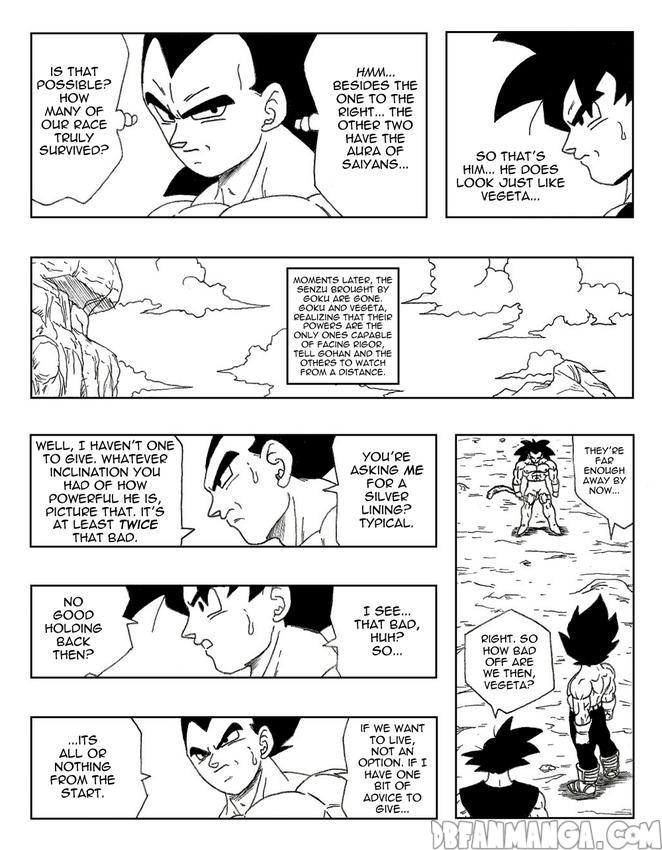 SO THAT'S
HIM... HE DOES
LOOK JUST LIKE
VEGETA...
HMM...
BESIDES
THE ONE
TO THE
RIGHT... THE
OTHER TWO
HAVE THE
AURA OF
SAIYANS...
IS THAT
POSSIBLE?
HOW
MANY OF
OUR RACE
TRULY
SURVIVED?
MOMENTS LATER, THE
SENZU BROUGHT BY
GOKU ARE GONE.
GOKU AND VEGETA,
REALIZING THAT THEIR
POWERS ARE THE
ONLY ONES CAPABLE
OF FACING RIGOR,
TELL GOHAN AND THE
OTHERS TO WATCH
FROM A DISTANCE.
THEY'RE
FAR
ENOUGH
AWAY BY
NOW...
RIGHT. SO
HOW BAD
OFF ARE
WE THEN,
VEGETA?
YOU'RE
ASKING ME
FOR A
SILVER
LINING?
TYPICAL.
WELL, I HAVEN'T ONE
TO GIVE. WHATEVER
INCLINATION YOU
HAD OF HOW
POWERFUL HE IS,
PICTURE THAT. IT'S
AT LEAST TWICE
THAT BAD.
I SEE...
THAT BAD,
HUH?
SO...
NO
GOOD
HOLDING
BACK
THEN?
IF WE WANT
TO LIVE,
NOT AN
OPTION. IF I
HAVE ONE
BIT OF
ADVICE TO
GIVE...
...ITS
ALL OR
NOTHING
FROM THE
START.
DBFANMANGA.COM